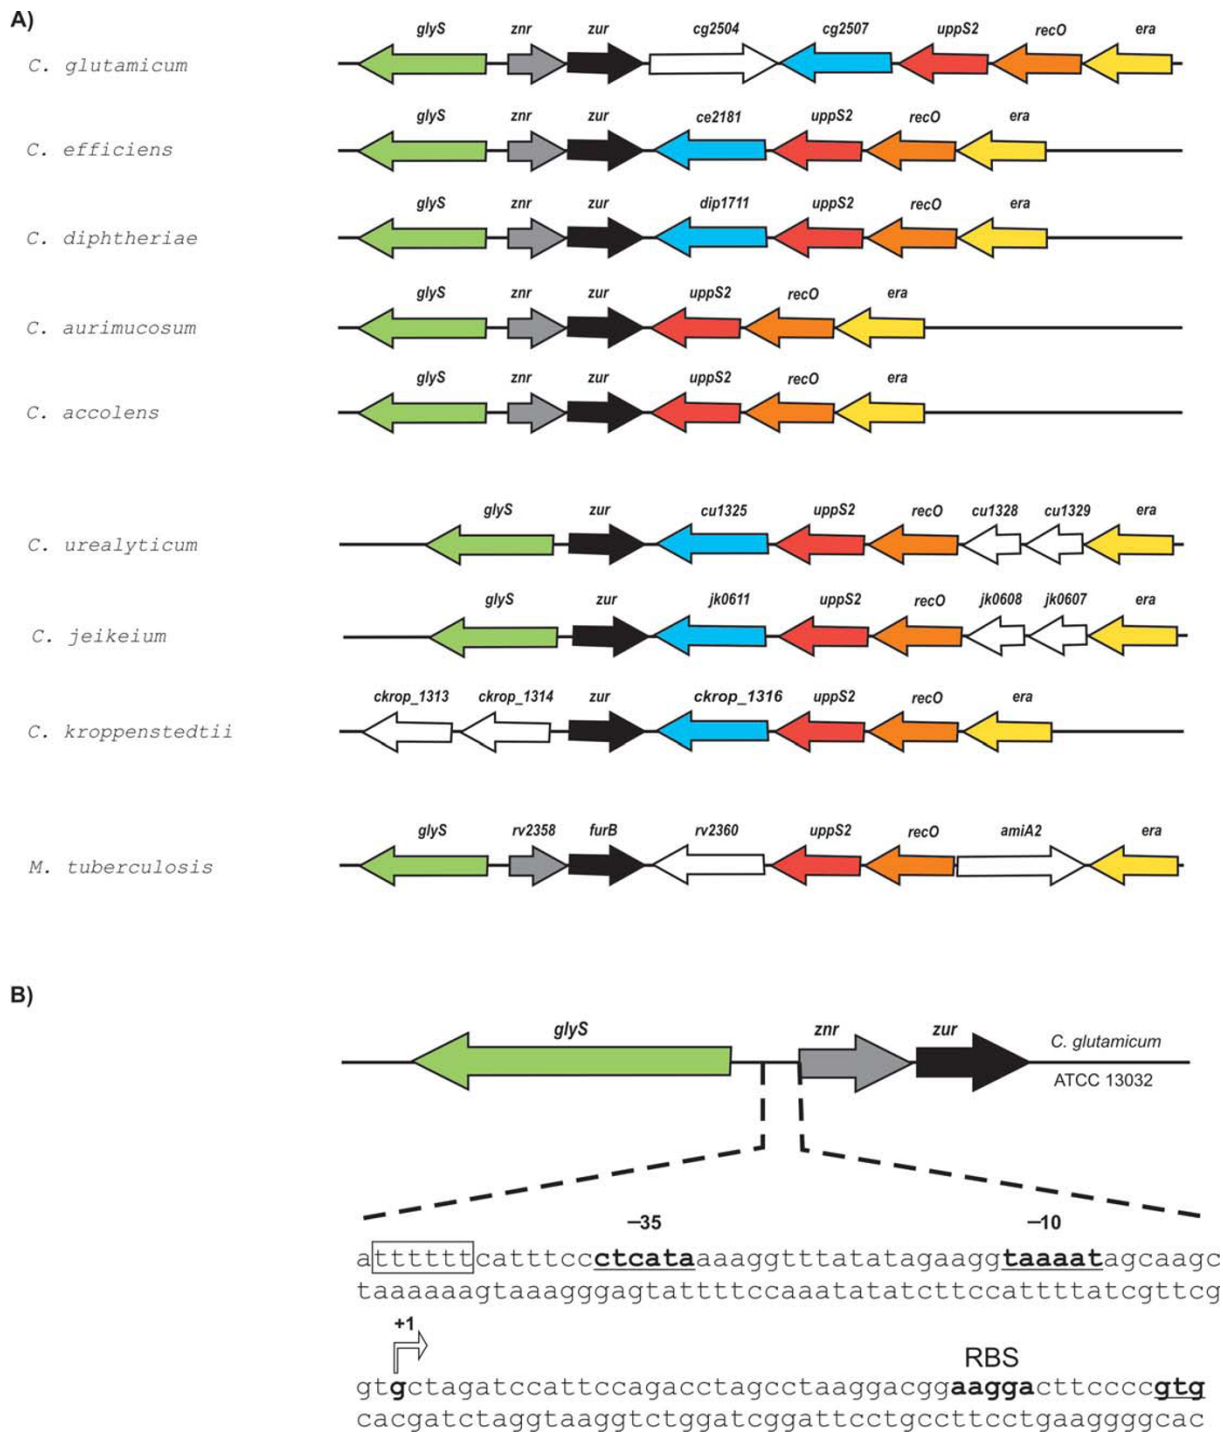 A)
glyS znr zur cg2504 cg2507 uppS2 recO era
C. glutamicum
glyS znr zur ce2181 uppS2 recO era
C. efficiens
glyS znr zur dip1711 uppS2 recO era
C. diphtheriae
glyS znr zur uppS2 recO era
C. aurimucosum
glyS znr zur uppS2 recO era
C. accolens
glyS zur cu1325 uppS2 recO cu1328 cu1329 era
C. urealyticum
glyS zur jk0611 uppS2 recO jk0608 jk0607 era
C. jeikeium
ckrop_1313 ckrop_1314 zur ckrop_1316 uppS2 recO era
C. kroppenstedtii
glyS rv2358 furB rv2360 uppS2 recO amiA2 era
M. tuberculosis
B)
glyS znr zur
C. glutamicum
ATCC 13032
–35 –10
attttttcatttcccctcataaaaggtttatatagaaggtaaaatagcaagc
taaaaaagtaaagggagtattttccaaatatatcttccattttatcgttcg
+1
RBS
gtgctagatccattccagacctagcctaaggacggaaggacttccccgtg
cacgatctaggtaaggtctggatcggattcctgccttcctgaaggggcac